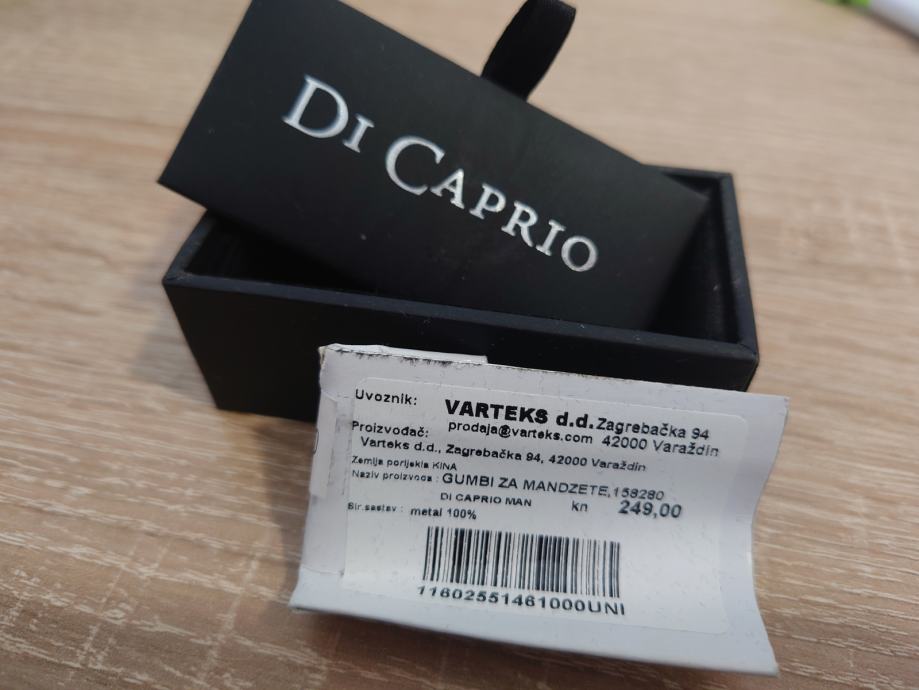 DI CAPRIO
Uvoznik: VARTEKS d.d. Zagrebačka 94
prodaja@varteks.com 42000 Varaždin
Proizvođač:
Varteks d.d., Zagrebačka 94, 42000 Varaždin
Zemlja porijekla KINA
Naziv proizvoda : GUMBI ZA MANDZETE,158280
DI CAPRIO MAN kn 249,00
Sir.sastav : metal 100%
11602551461000UNI